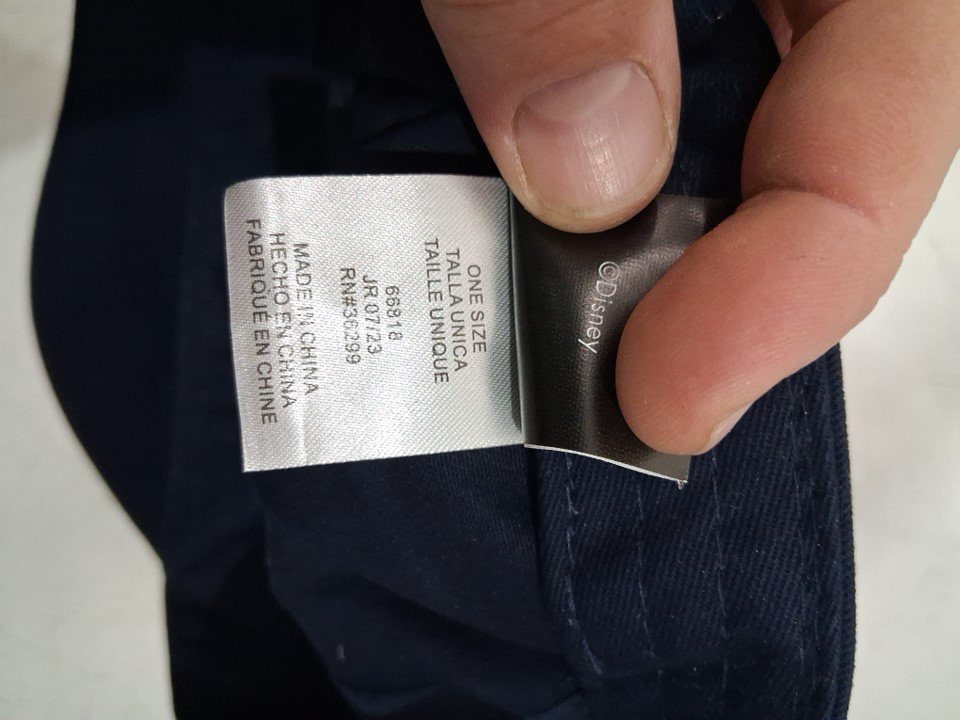 ©Disney
ONE SIZE
TALLA UNICA
TAILLE UNIQUE
66818
JR 07/23
RN#36299
MADE IN CHINA
HECHO EN CHINA
FABRIQUÉ EN CHINE